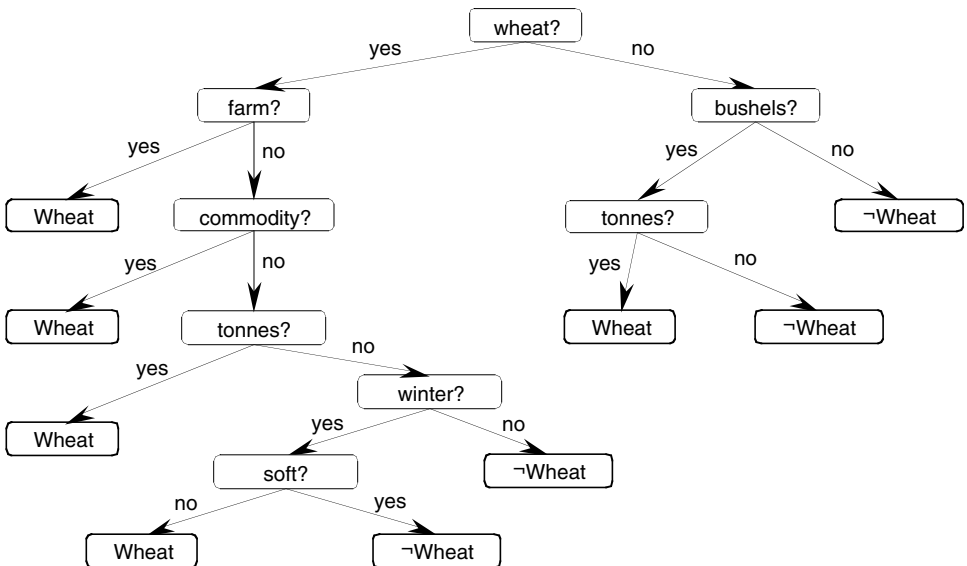 wheat?
yes
no
farm?
bushels?
yes
no
yes
no
Wheat
commodity?
tonnes?
¬Wheat
yes
no
yes
no
Wheat
tonnes?
Wheat
¬Wheat
yes
no
winter?
Wheat
yes
no
soft?
¬Wheat
no
yes
Wheat
¬Wheat